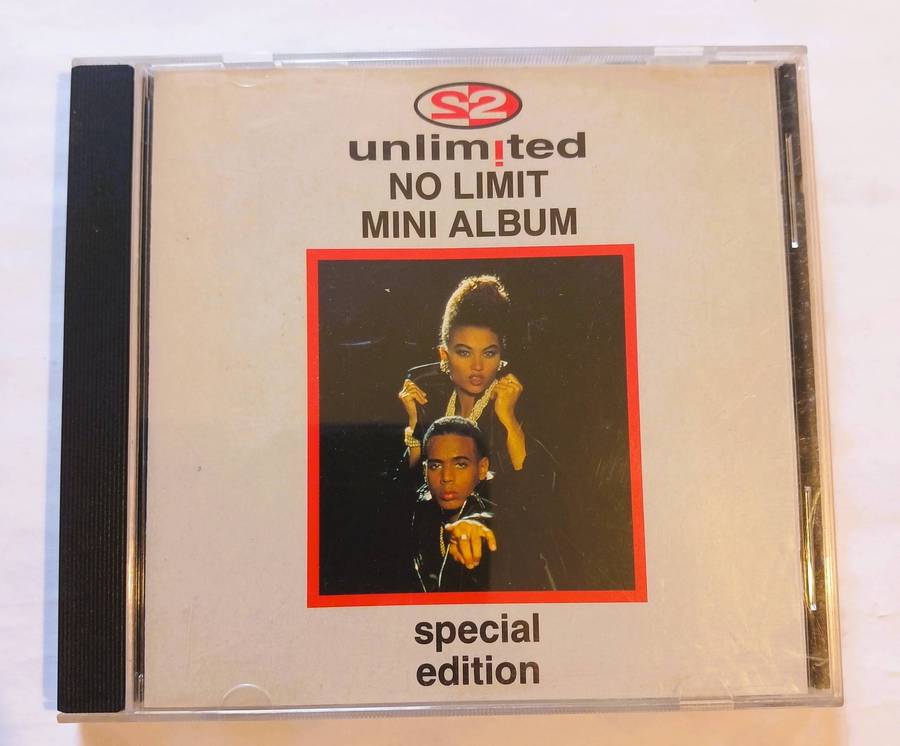 2
unlimited
NO LIMIT
MINI ALBUM
special
edition